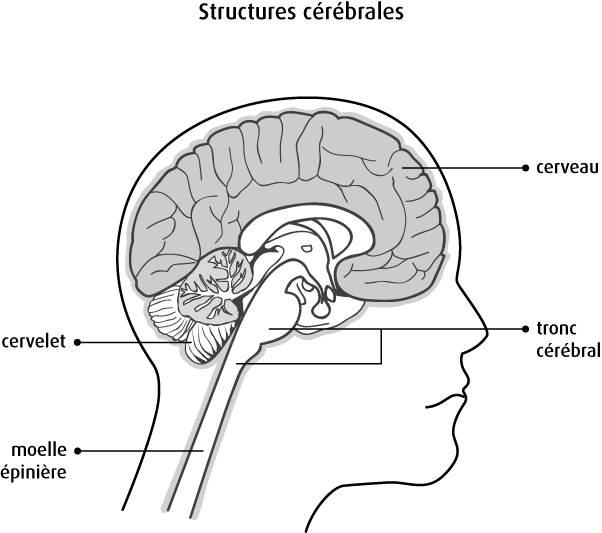 Structures cérébrales
cerveau
tronc
cérébral
cervelet
moelle
épinière